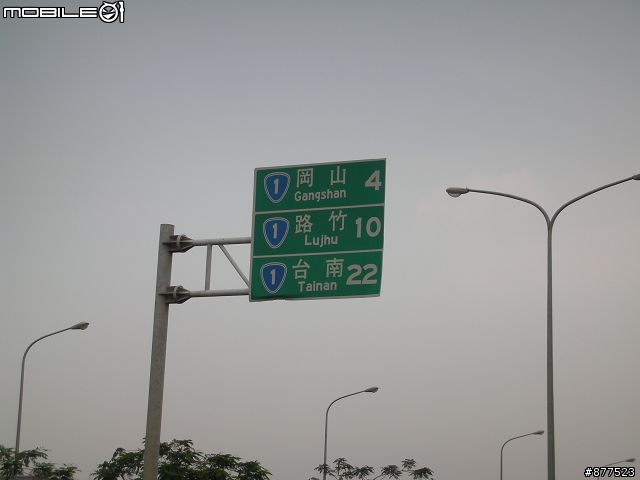 MOBILE01
1 岡山 4
Gangshan
1 路竹 10
Lujhu
1 台南 22
Tainan
#877523